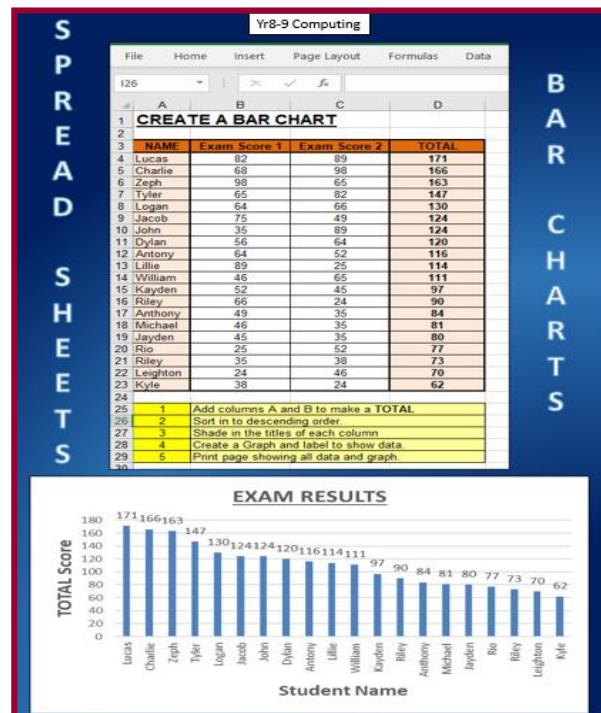 Yr8-9 Computing
SPREAD SHEETS
BAR CHARTS
File Home Insert Page Layout Formulas Data
I26 fx
A B C D
1 CREATE A BAR CHART
2
3 NAME Exam Score 1 Exam Score 2 TOTAL
4 Lucas 82 89 171
5 Charlie 68 98 166
6 Zeph 98 65 163
7 Tyler 65 82 147
8 Logan 64 66 130
9 Jacob 75 49 124
10 John 35 89 124
11 Dylan 56 64 120
12 Antony 64 52 116
13 Lillie 89 25 114
14 William 46 65 111
15 Kayden 52 45 97
16 Riley 66 24 90
17 Anthony 49 35 84
18 Michael 46 35 81
19 Jayden 45 35 80
20 Rio 25 52 77
21 Riley 35 38 73
22 Leighton 24 46 70
23 Kyle 38 24 62
24
25 1 Add columns A and B to make a TOTAL
26 2 Sort in to descending order.
27 3 Shade in the titles of each column
28 4 Create a Graph and label to show data.
29 5 Print page showing all data and graph.
30
EXAM RESULTS
TOTAL Score
180
160
140
120
100
80
60
40
20
0
171 166 163 147 130 124 124 120 116 114 111 97 90 84 81 80 77 73 70 62
Lucas Charlie Zeph Tyler Logan Jacob John Dylan Antony Lillie William Kayden Riley Anthony Michael Jayden Rio Riley Leighton Kyle
Student Name